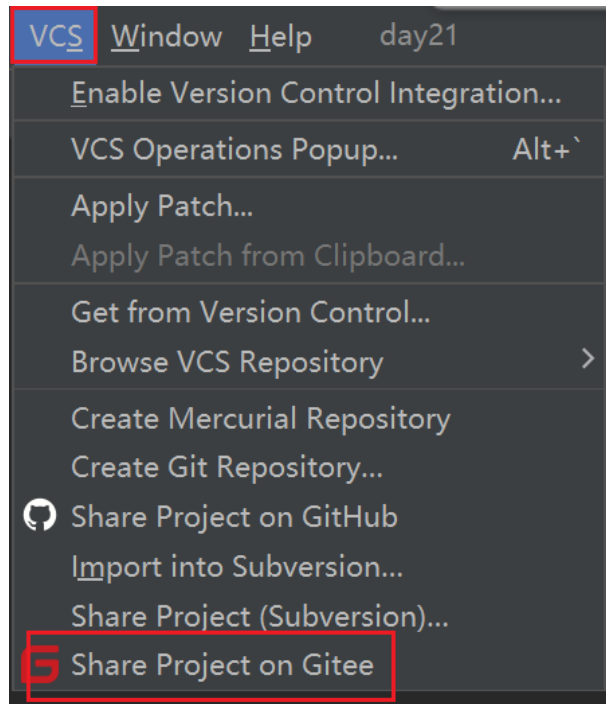 VCS Window Help day21
Enable Version Control Integration...
VCS Operations Popup... Alt+`
Apply Patch...
Apply Patch from Clipboard...
Get from Version Control...
Browse VCS Repository
Create Mercurial Repository
Create Git Repository...
Share Project on GitHub
Import into Subversion...
Share Project (Subversion)...
G Share Project on Gitee